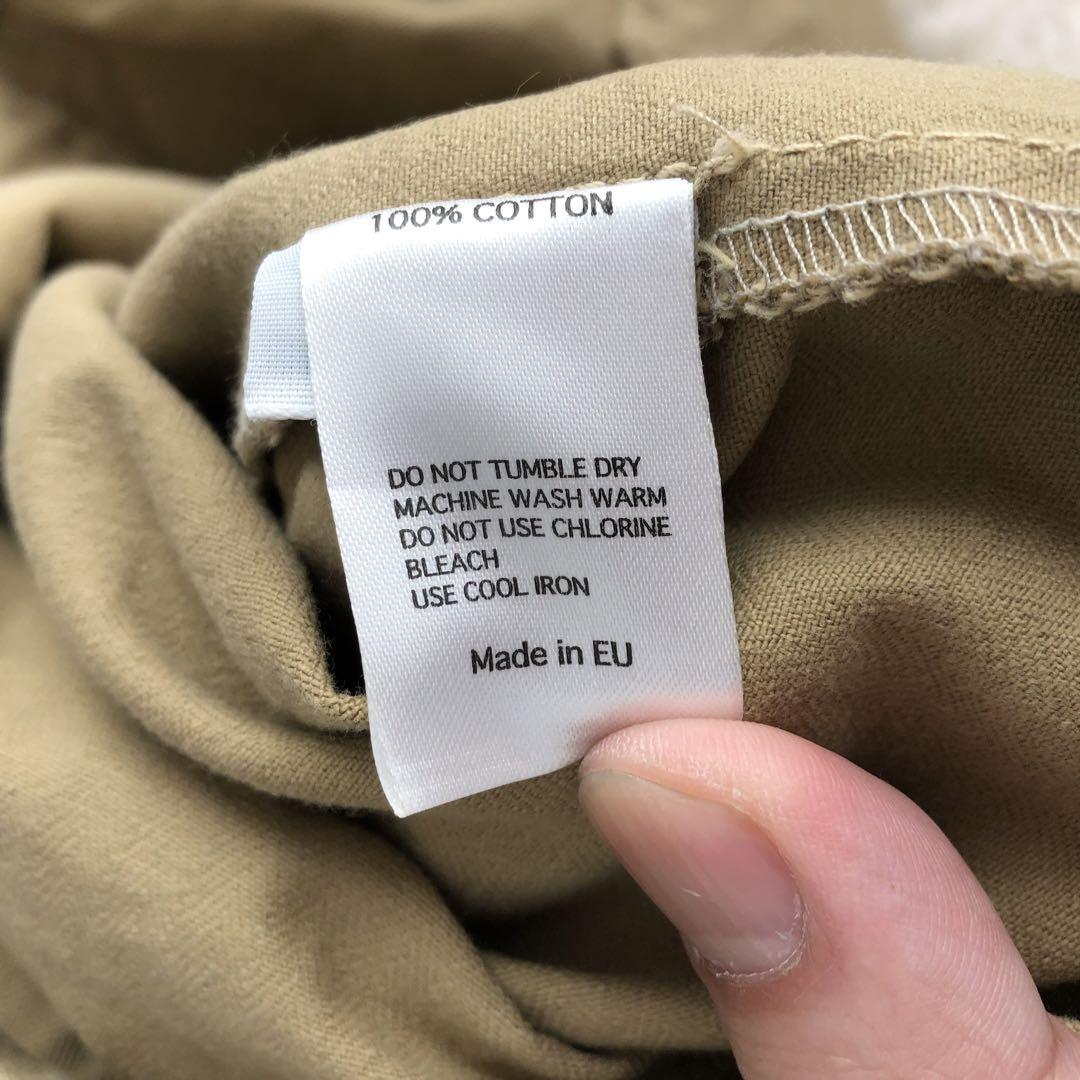 100% COTTON
DO NOT TUMBLE DRY
MACHINE WASH WARM
DO NOT USE CHLORINE
BLEACH
USE COOL IRON
Made in EU